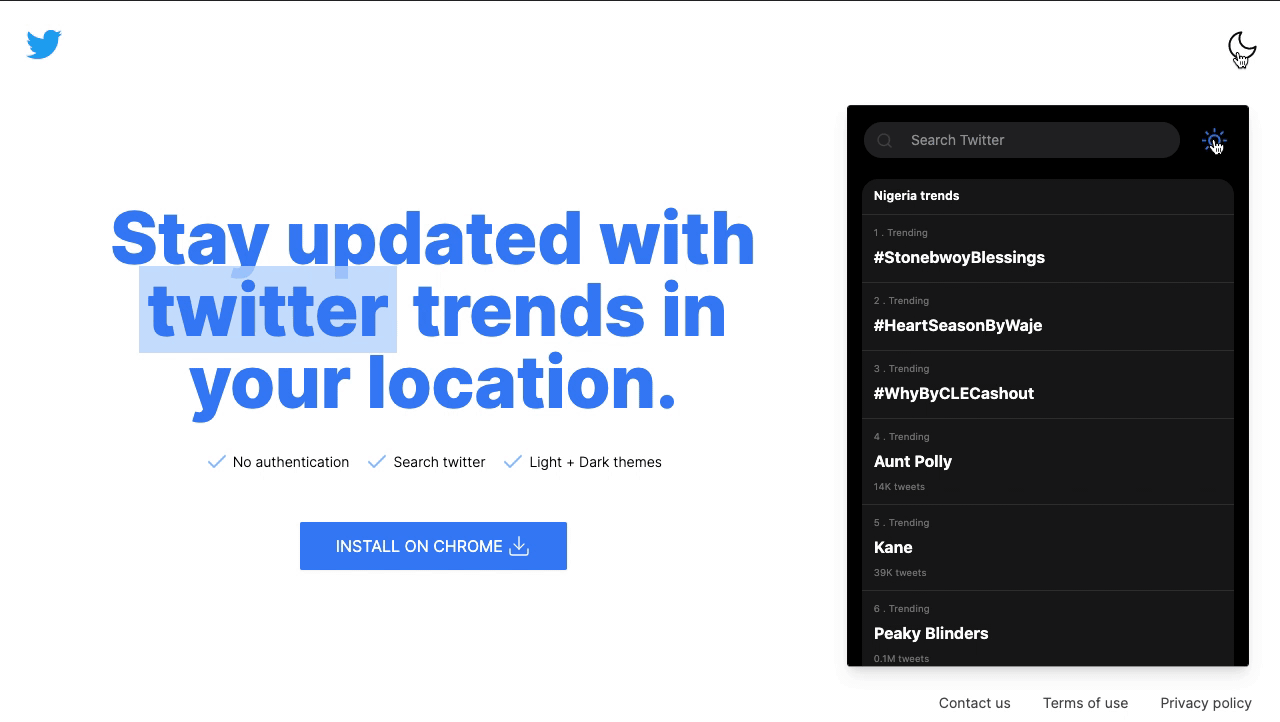 Stay updated with
twitter trends in
your location.
No authentication
Search twitter
Light + Dark themes
INSTALL ON CHROME
Search Twitter
Nigeria trends
1 . Trending
#StonebwoyBlessings
2 . Trending
#HeartSeasonByWaje
3 . Trending
#WhyByCLECashout
4 . Trending
Aunt Polly
14K tweets
5 . Trending
Kane
39K tweets
6 . Trending
Peaky Blinders
0.1M tweets
Contact us
Terms of use
Privacy policy